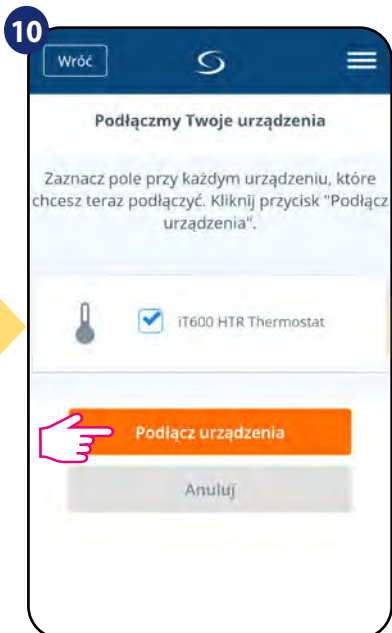 10
Wróć
Podłączmy Twoje urządzenia
Zaznacz pole przy każdym urządzeniu, które
chcesz teraz podłączyć. Kliknij przycisk "Podłącz
urządzenia".
iT600 HTR Thermostat
Podłącz urządzenia
Anuluj